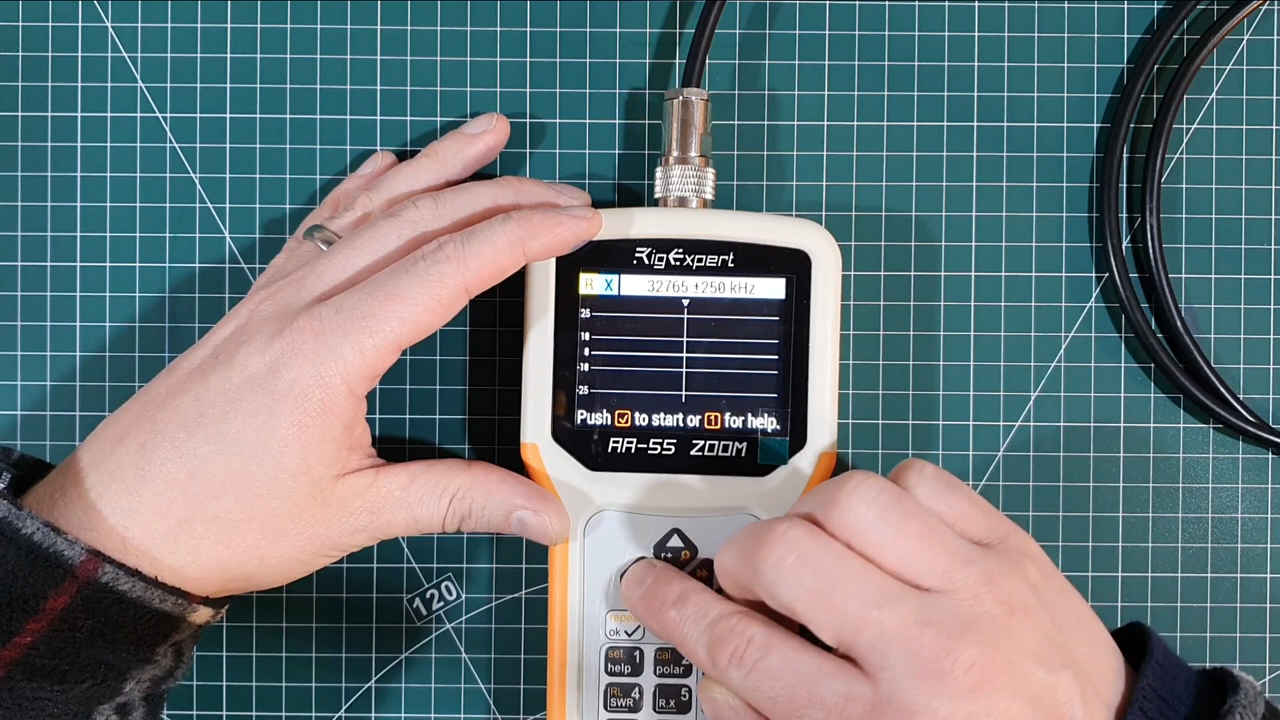 RigExpert
R X 32765 ±250 kHz
25
10
0
-10
-25
Push to start or 1 for help.
AA-55 ZOOM
120
r+
ok
set. 1
help
cal.
polar
RL 4
SWR
5
R,X